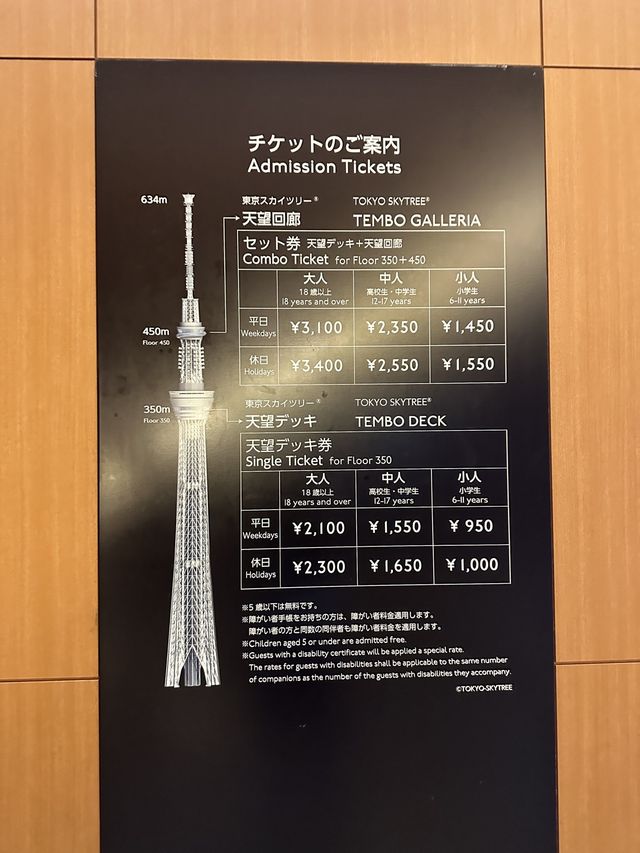 チケットのご案内
Admission Tickets
634m
東京スカイツリー® TOKYO SKYTREE®
天望回廊 TEMBO GALLERIA
セット券 天望デッキ+天望回廊
Combo Ticket for Floor 350+450
大人 中人 小人
18歳以上 高校生・中学生 小学生
18 years and over 12-17 years 6-11 years
450m
Floor 450
平日 ¥3,100 ¥2,350 ¥1,450
Weekdays
休日 ¥3,400 ¥2,550 ¥1,550
Holidays
350m
Floor 350
東京スカイツリー® TOKYO SKYTREE®
天望デッキ TEMBO DECK
天望デッキ券
Single Ticket for Floor 350
大人 中人 小人
18歳以上 高校生・中学生 小学生
18 years and over 12-17 years 6-11 years
平日 ¥2,100 ¥1,550 ¥ 950
Weekdays
休日 ¥2,300 ¥1,650 ¥1,000
Holidays
※5歳以下は無料です。
※障がい者手帳をお持ちの方は、障がい者料金適用します。
障がい者の方と同数の同伴者も障がい者料金を適用します。
※Children aged 5 or under are admitted free.
※Guests with a disability certificate will be applied a special rate.
The rates for guests with disabilities shall be applicable to the same number
of companions as the number of the guests with disabilities they accompany.
©TOKYO-SKYTREE